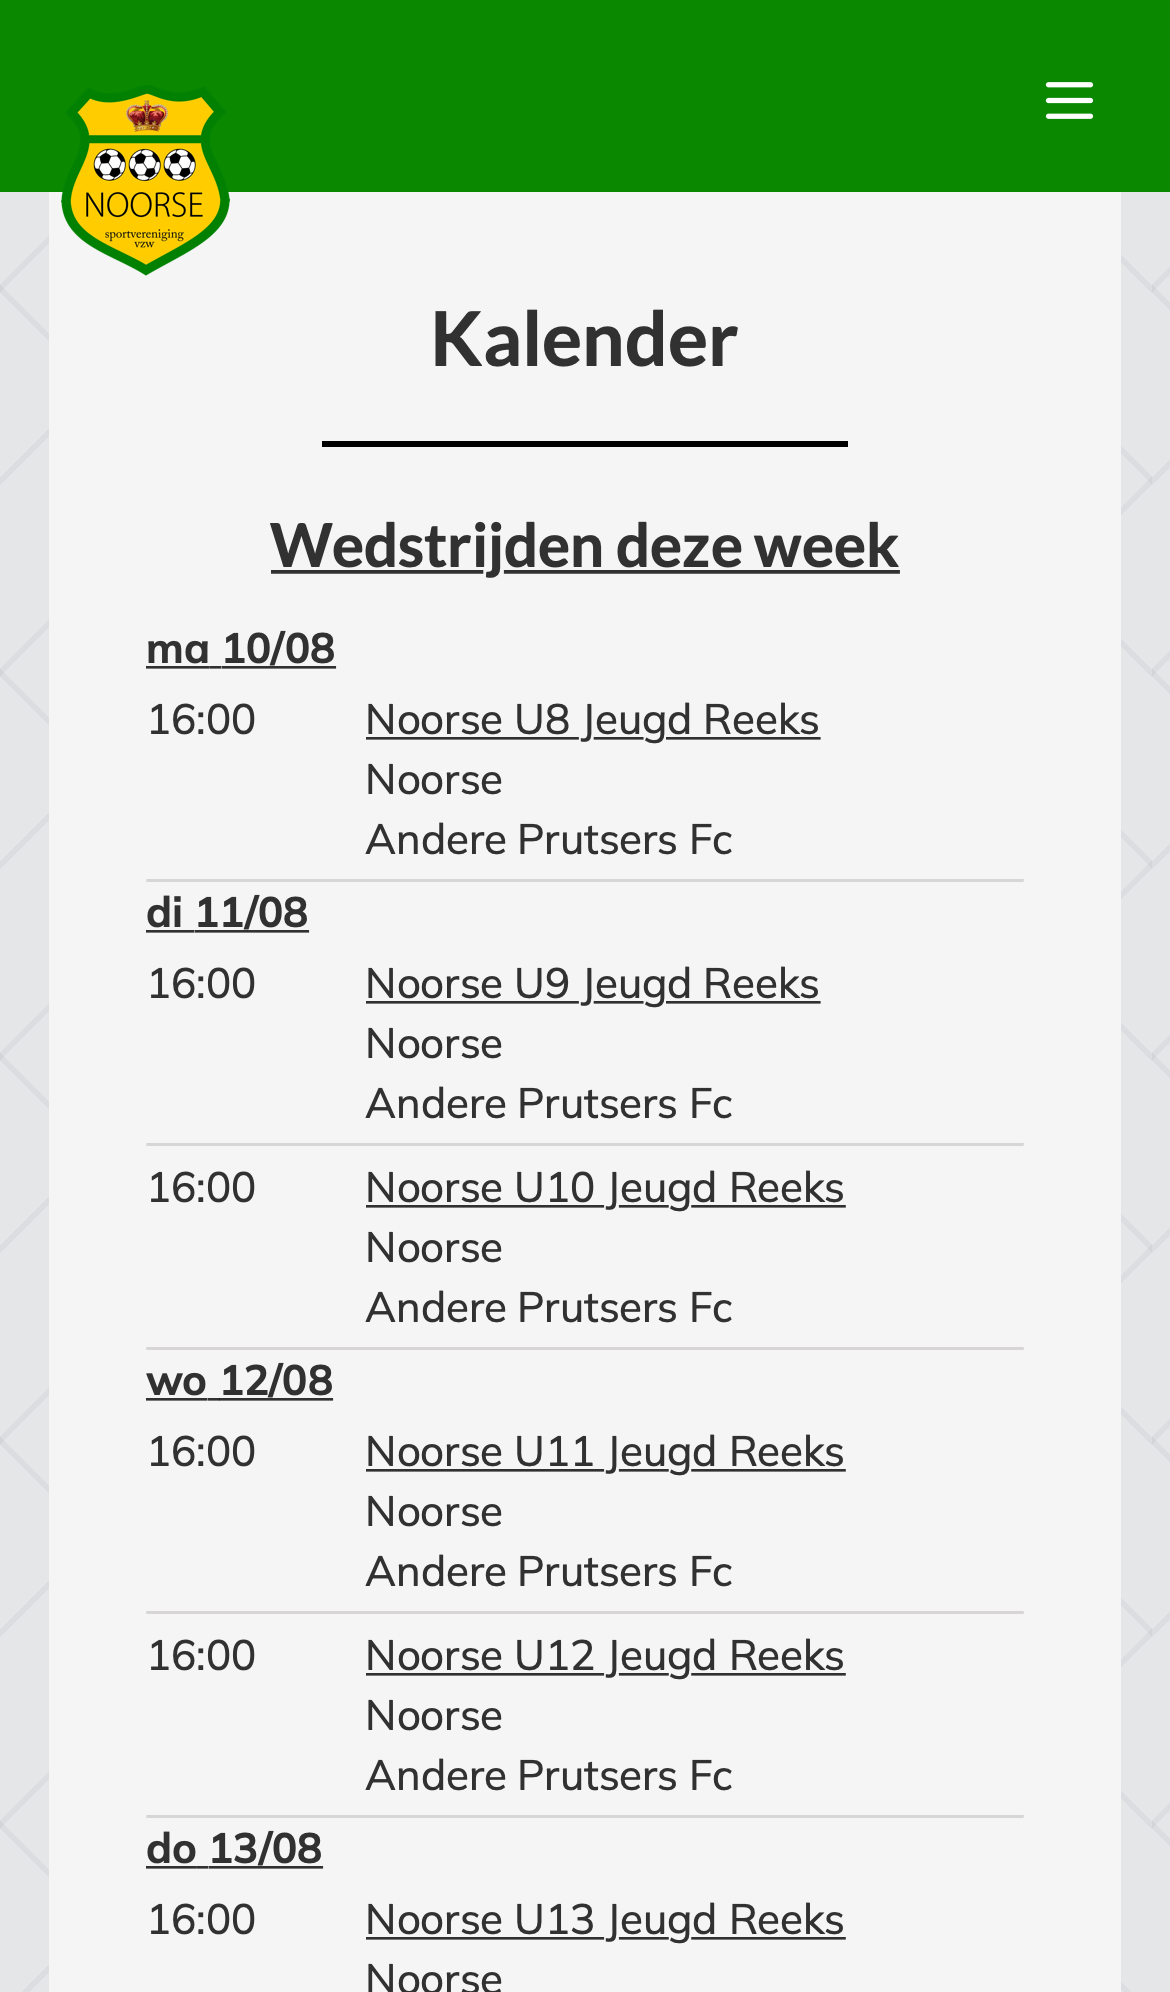 NOORSE
sportvereniging
vzw
Kalender
Wedstrijden deze week
ma 10/08
16:00 Noorse U8 Jeugd Reeks
Noorse
Andere Prutsers Fc
di 11/08
16:00 Noorse U9 Jeugd Reeks
Noorse
Andere Prutsers Fc
16:00 Noorse U10 Jeugd Reeks
Noorse
Andere Prutsers Fc
wo 12/08
16:00 Noorse U11 Jeugd Reeks
Noorse
Andere Prutsers Fc
16:00 Noorse U12 Jeugd Reeks
Noorse
Andere Prutsers Fc
do 13/08
16:00 Noorse U13 Jeugd Reeks
Noorse